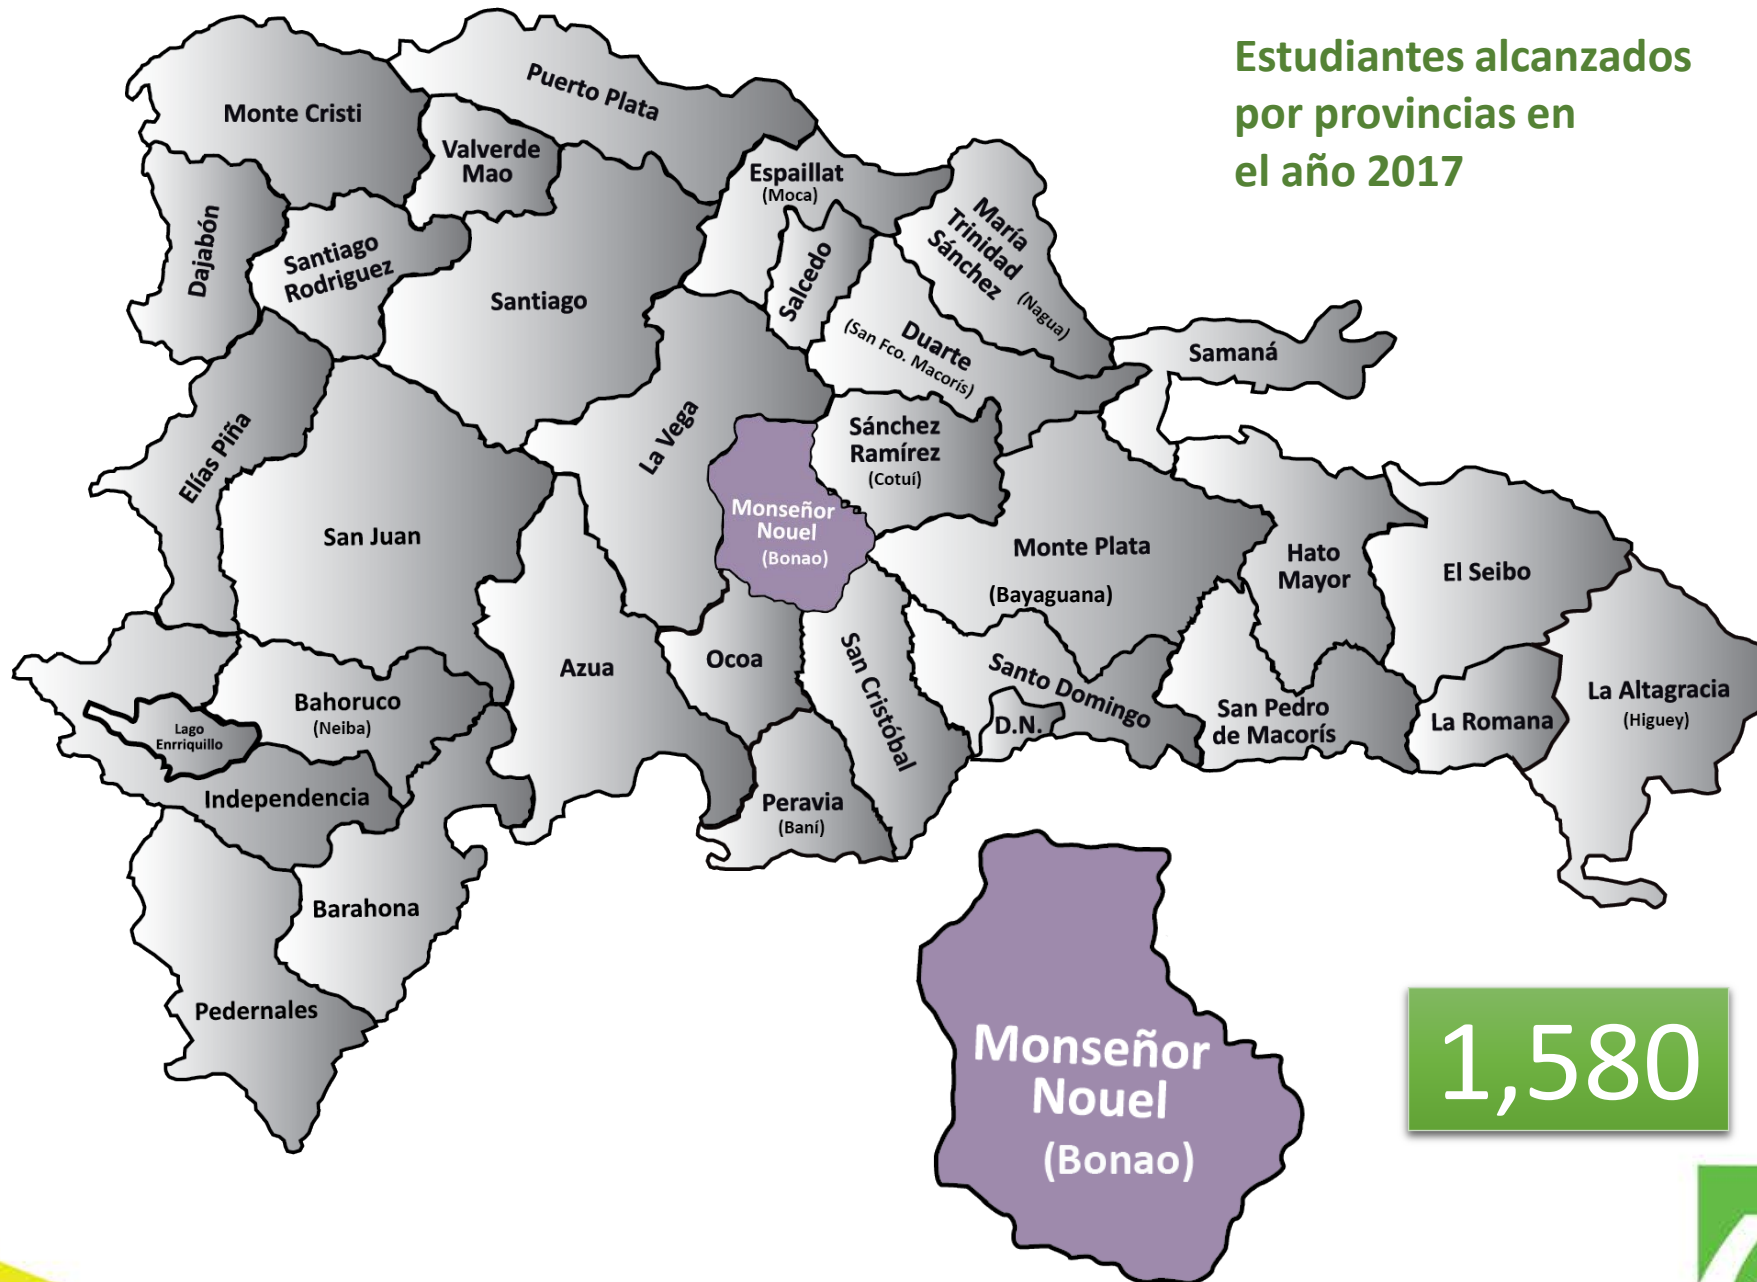 Estudiantes alcanzados
por provincias en
el año 2017
Monte Cristi
Puerto Plata
Valverde
Mao
Espaillat
(Moca)
Dajabón
Santiago
Rodriguez
Santiago
Salcedo
María
Trinidad
Sánchez
(Nagua)
Duarte
(San Fco. Macorís)
Samaná
Elías Piña
La Vega
Sánchez
Ramírez
(Cotuí)
San Juan
Monseñor
Nouel
(Bonao)
Monte Plata
(Bayaguana)
Hato
Mayor
El Seibo
Azua
Ocoa
San Cristóbal
Santo Domingo
D.N.
Bahoruco
(Neiba)
Lago
Enrriquillo
San Pedro
de Macorís
La Romana
La Altagracia
(Higuey)
Independencia
Peravia
(Baní)
Barahona
Pedernales
Monseñor
Nouel
(Bonao)
1,580